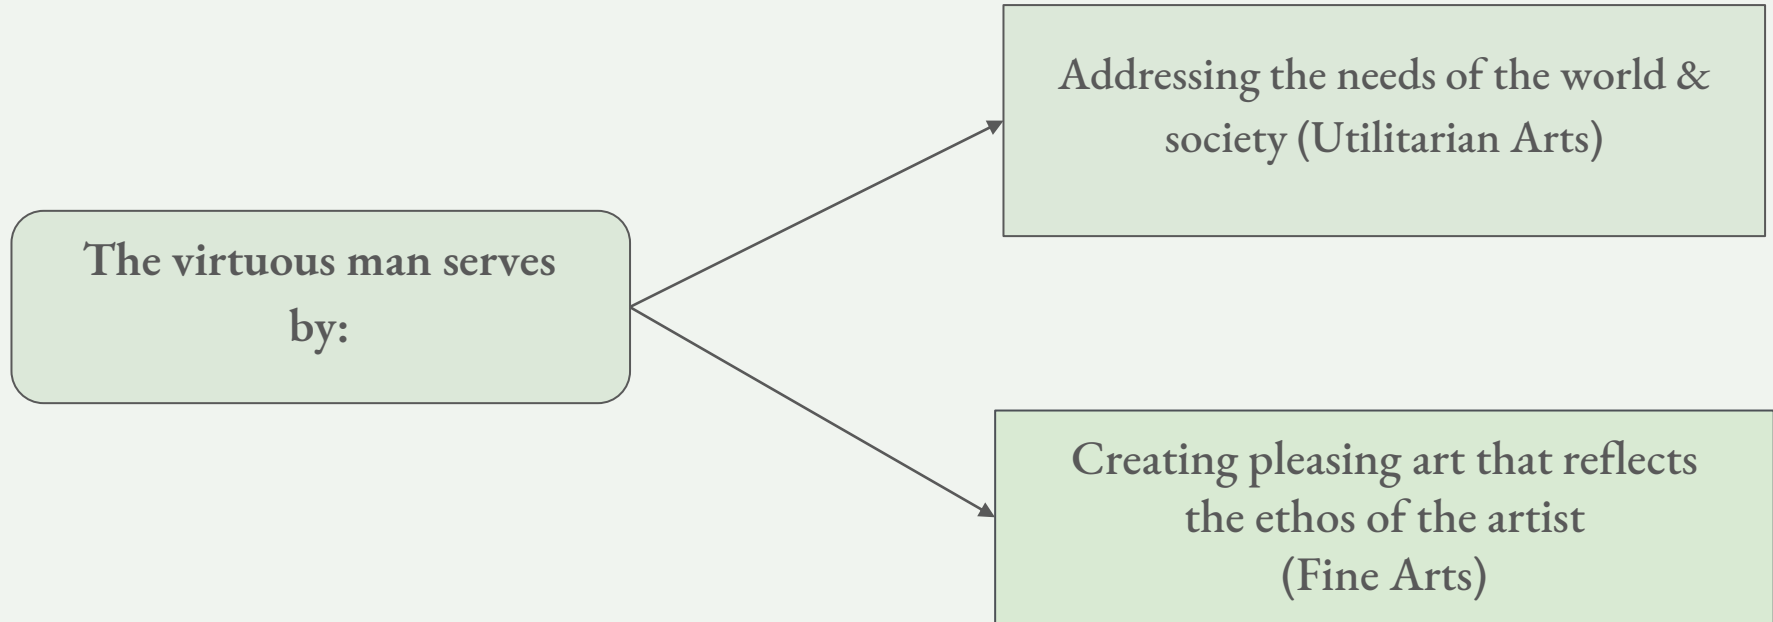 Addressing the needs of the world &
society (Utilitarian Arts)
The virtuous man serves
by:
Creating pleasing art that reflects
the ethos of the artist
(Fine Arts)